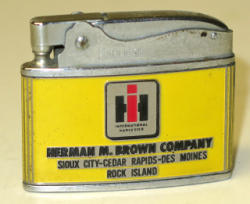 INTERNATIONAL
HARVESTER
HERMAN M. BROWN COMPANY
SIOUX CITY-CEDAR RAPIDS-DES MOINES
ROCK ISLAND